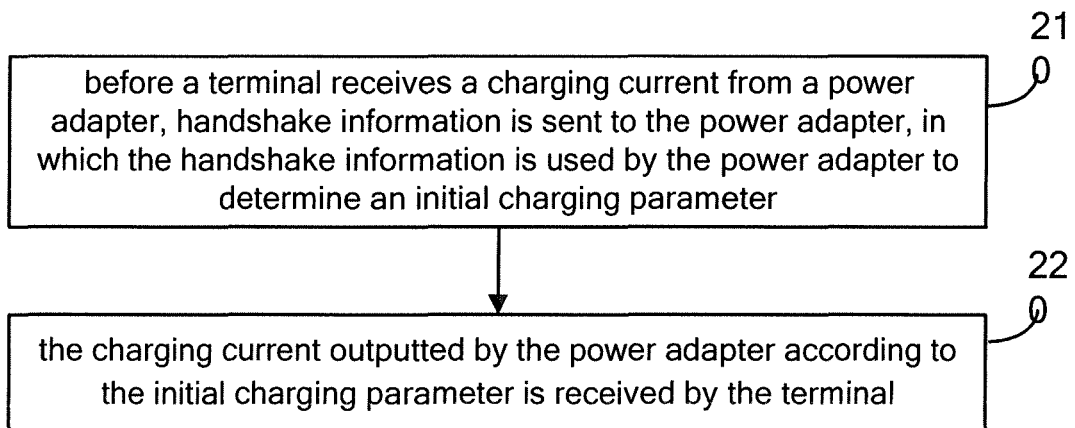 21
0
before a terminal receives a charging current from a power
adapter, handshake information is sent to the power adapter, in
which the handshake information is used by the power adapter to
determine an initial charging parameter
22
0
the charging current outputted by the power adapter according to
the initial charging parameter is received by the terminal